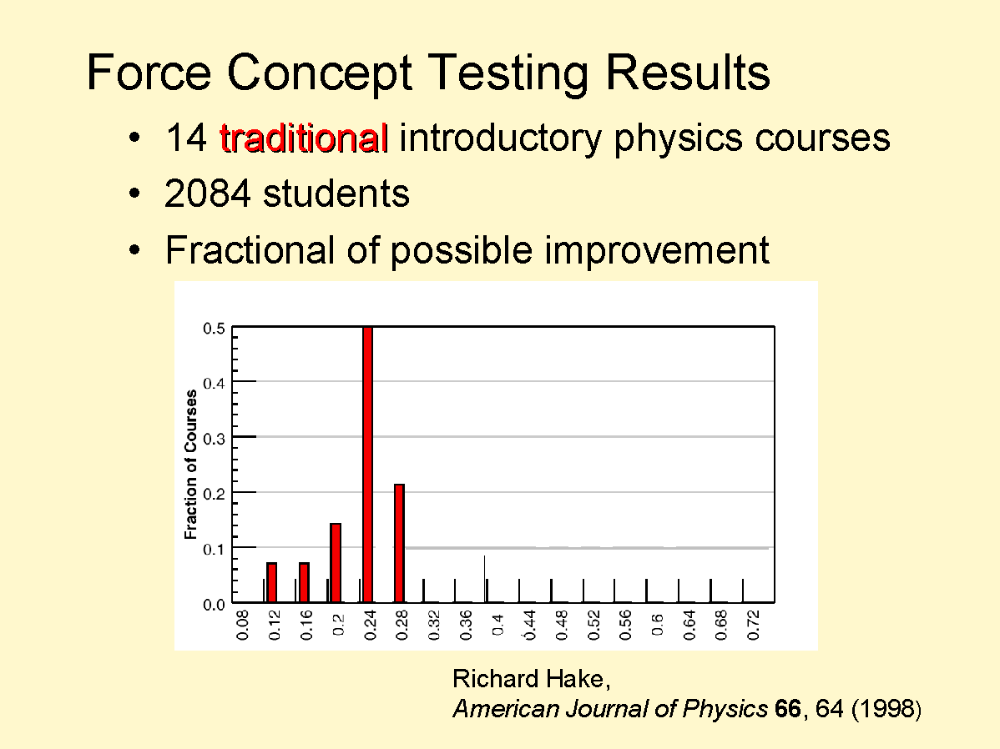 Force Concept Testing Results
• 14 traditional introductory physics courses
• 2084 students
• Fractional of possible improvement
0.5
0.4
0.3
0.2
0.1
0.0
Fraction of Courses
0.08 0.12 0.16 0.2 0.24 0.28 0.32 0.36 0.4 0.44 0.48 0.52 0.56 0.6 0.64 0.68 0.72
Richard Hake,
American Journal of Physics 66, 64 (1998)